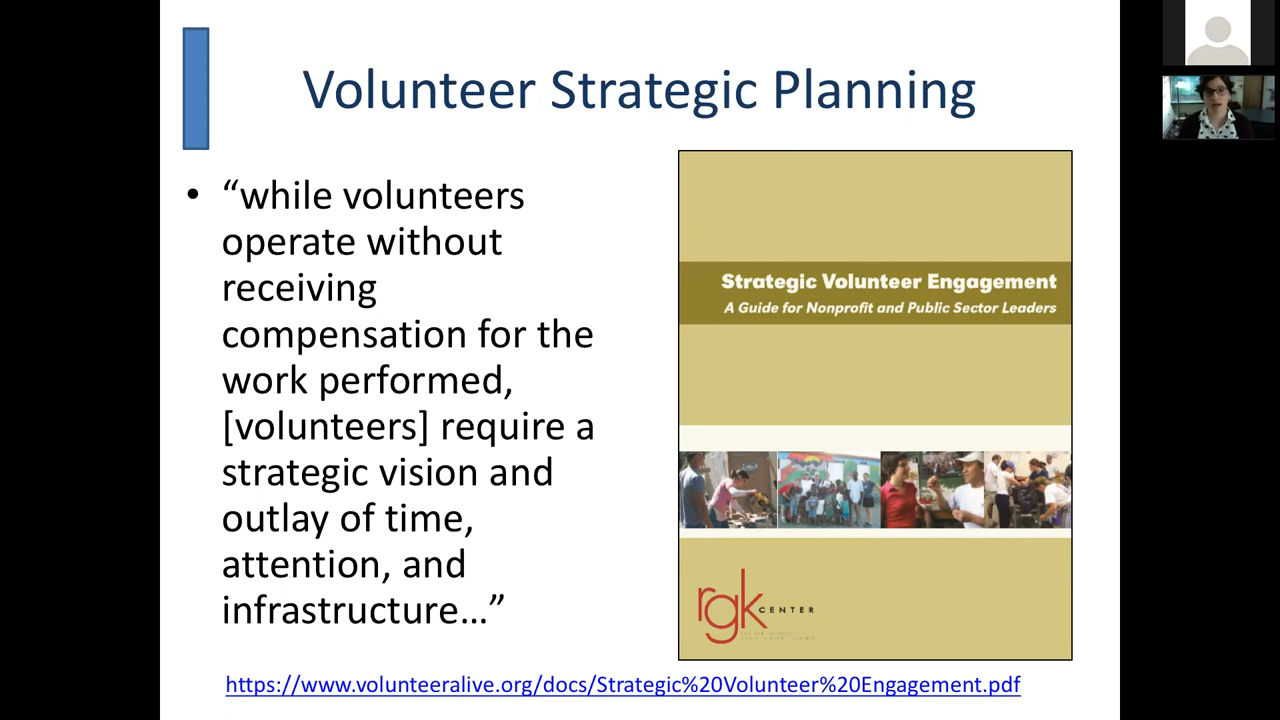 Volunteer Strategic Planning
• “while volunteers
operate without
receiving
compensation for the
work performed,
[volunteers] require a
strategic vision and
outlay of time,
attention, and
infrastructure…”
Strategic Volunteer Engagement
A Guide for Nonprofit and Public Sector Leaders
rgk CENTER
https://www.volunteeralive.org/docs/Strategic%20Volunteer%20Engagement.pdf